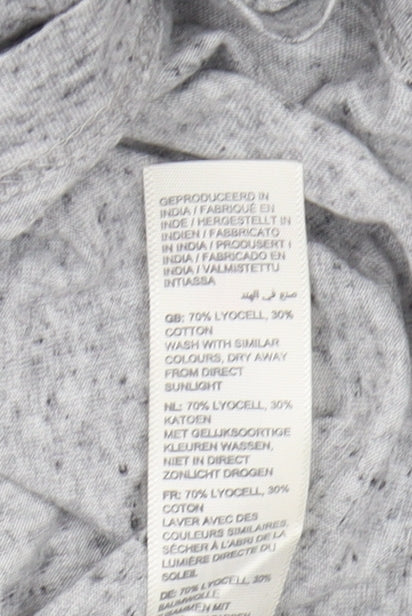 GEPRODUCEERD IN
INDIA / FABRIQUÉ EN
INDE / HERGESTELLT IN
INDIEN / FABBRICATO
IN INDIA / PRODUSERT I
INDIA / FABRICADO EN
INDIA / VALMISTETTU
INTIASSA
صنع في الهند
GB: 70% LYOCELL, 30%
COTTON
WASH WITH SIMILAR
COLOURS, DRY AWAY
FROM DIRECT
SUNLIGHT
NL: 70% LYOCELL, 30%
KATOEN
MET GELIJKSOORTIGE
KLEUREN WASSEN,
NIET IN DIRECT
ZONLICHT DROGEN
FR: 70% LYOCELL, 30%
COTON
LAVER AVEC DES
COULEURS SIMILAIRES,
SÉCHER À L'ABRI DE LA
LUMIÈRE DIRECTE DU
SOLEIL
DE: 70% LYOCELL, 30%
BAUMWOLLE
ZUSAMMEN MIT